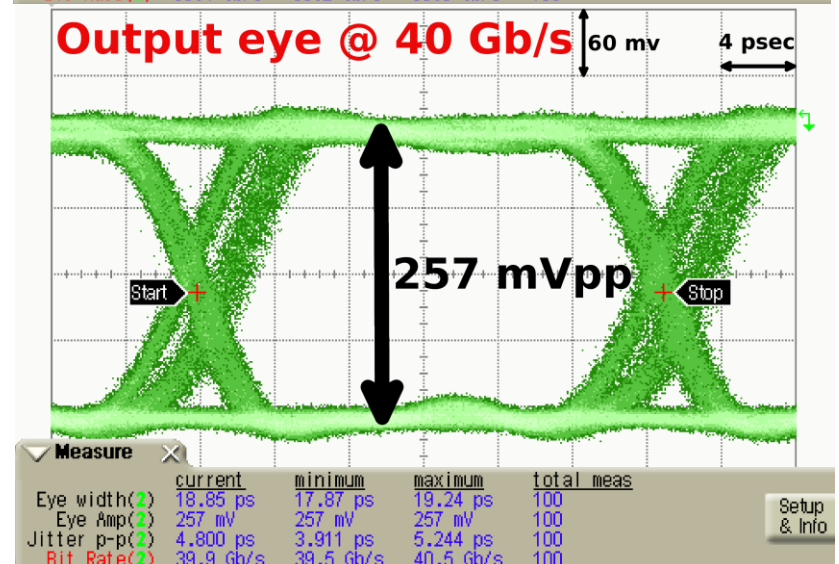 Output eye @ 40 Gb/s
60 mv
4 psec
257 mVpp
Start
Stop
Measure
current minimum maximum total meas
Eye width(2) 18.85 ps 17.87 ps 19.24 ps 100
Eye Amp(2) 257 mV 257 mV 257 mV 100
Jitter p-p(2) 4.800 ps 3.911 ps 5.244 ps 100
Bit Rate(2) 39.9 Gb/s 39.5 Gb/s 40.5 Gb/s 100
Setup
& Info